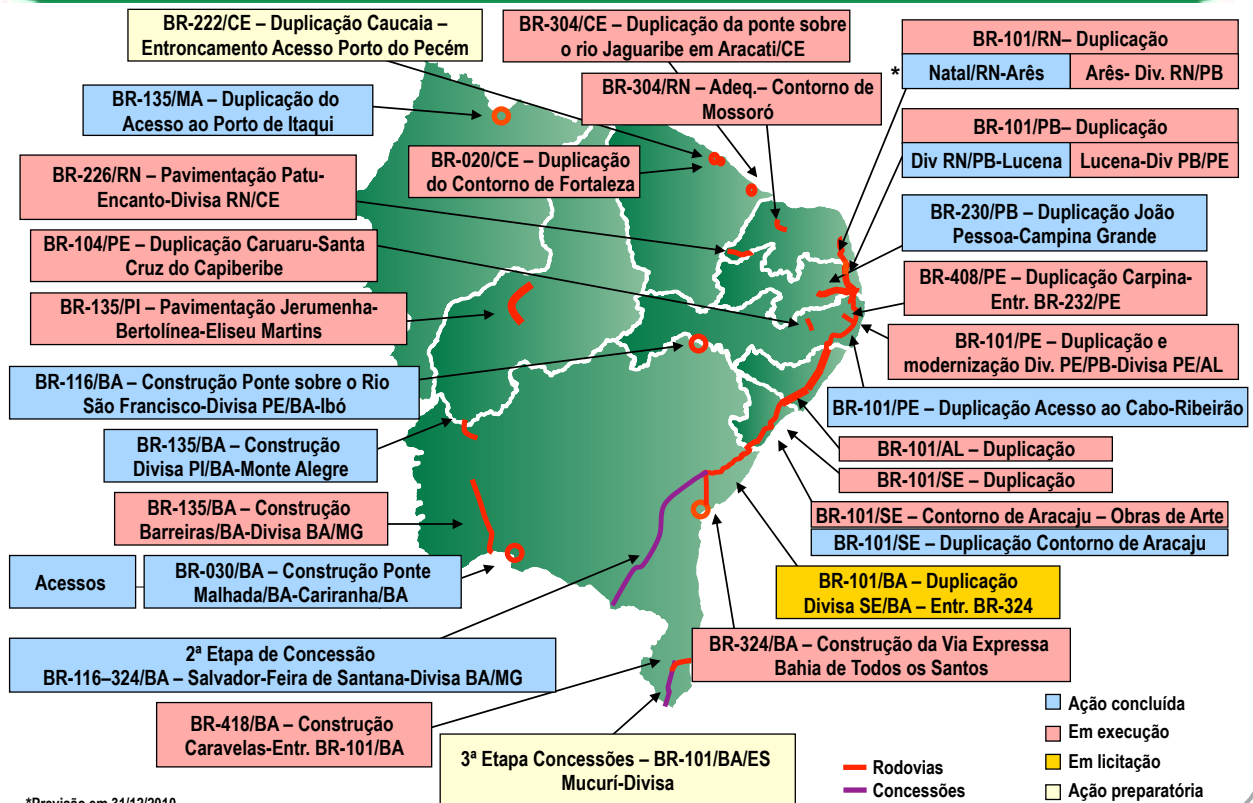 BR-222/CE – Duplicação Caucaia –
Entroncamento Acesso Porto do Pecém
BR-304/CE – Duplicação da ponte sobre
o rio Jaguaribe em Aracati/CE
BR-101/RN– Duplicação
*
Natal/RN-Arês
Arês- Div. RN/PB
BR-135/MA – Duplicação do
Acesso ao Porto de Itaqui
BR-304/RN – Adeq.– Contorno de
Mossoró
BR-101/PB– Duplicação
Div RN/PB-Lucena
Lucena-Div PB/PE
BR-020/CE – Duplicação
do Contorno de Fortaleza
BR-226/RN – Pavimentação Patu-
Encanto-Divisa RN/CE
BR-230/PB – Duplicação João
Pessoa-Campina Grande
BR-104/PE – Duplicação Caruaru-Santa
Cruz do Capiberibe
BR-408/PE – Duplicação Carpina-
Entr. BR-232/PE
BR-135/PI – Pavimentação Jerumenha-
Bertolínea-Eliseu Martins
BR-101/PE – Duplicação e
modernização Div. PE/PB-Divisa PE/AL
BR-116/BA – Construção Ponte sobre o Rio
São Francisco-Divisa PE/BA-Ibó
BR-101/PE – Duplicação Acesso ao Cabo-Ribeirão
BR-135/BA – Construção
Divisa PI/BA-Monte Alegre
BR-101/AL – Duplicação
BR-101/SE – Duplicação
BR-135/BA – Construção
Barreiras/BA-Divisa BA/MG
BR-101/SE – Contorno de Aracaju – Obras de Arte
BR-101/SE – Duplicação Contorno de Aracaju
Acessos
BR-030/BA – Construção Ponte
Malhada/BA-Cariranha/BA
BR-101/BA – Duplicação
Divisa SE/BA – Entr. BR-324
2ª Etapa de Concessão
BR-116–324/BA – Salvador-Feira de Santana-Divisa BA/MG
BR-324/BA – Construção da Via Expressa
Bahia de Todos os Santos
BR-418/BA – Construção
Caravelas-Entr. BR-101/BA
3ª Etapa Concessões – BR-101/BA/ES
Mucurí-Divisa
Rodovias
Concessões
Ação concluída
Em execução
Em licitação
Ação preparatória
*Previsão em 31/12/2010